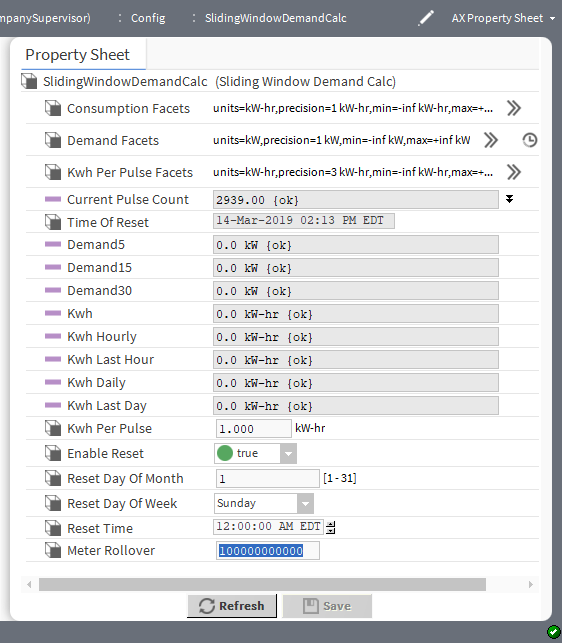 npanySupervisor) : Config : SlidingWindowDemandCalc AX Property Sheet
Property Sheet
SlidingWindowDemandCalc (Sliding Window Demand Calc)
Consumption Facets units=kW-hr,precision=1 kW-hr,min=-inf kW-hr,max=+...
Demand Facets units=kW,precision=1 kW,min=-inf kW,max=+inf kW
Kwh Per Pulse Facets units=kW-hr,precision=3 kW-hr,min=-inf kW-hr,max=+...
Current Pulse Count 2939.00 {ok}
Time Of Reset 14-Mar-2019 02:13 PM EDT
Demand5 0.0 kW {ok}
Demand15 0.0 kW {ok}
Demand30 0.0 kW {ok}
Kwh 0.0 kW-hr {ok}
Kwh Hourly 0.0 kW-hr {ok}
Kwh Last Hour 0.0 kW-hr {ok}
Kwh Daily 0.0 kW-hr {ok}
Kwh Last Day 0.0 kW-hr {ok}
Kwh Per Pulse 1.000 kW-hr
Enable Reset true
Reset Day Of Month 1 [1 - 31]
Reset Day Of Week Sunday
Reset Time 12:00:00 AM EDT
Meter Rollover 100000000000
Refresh Save